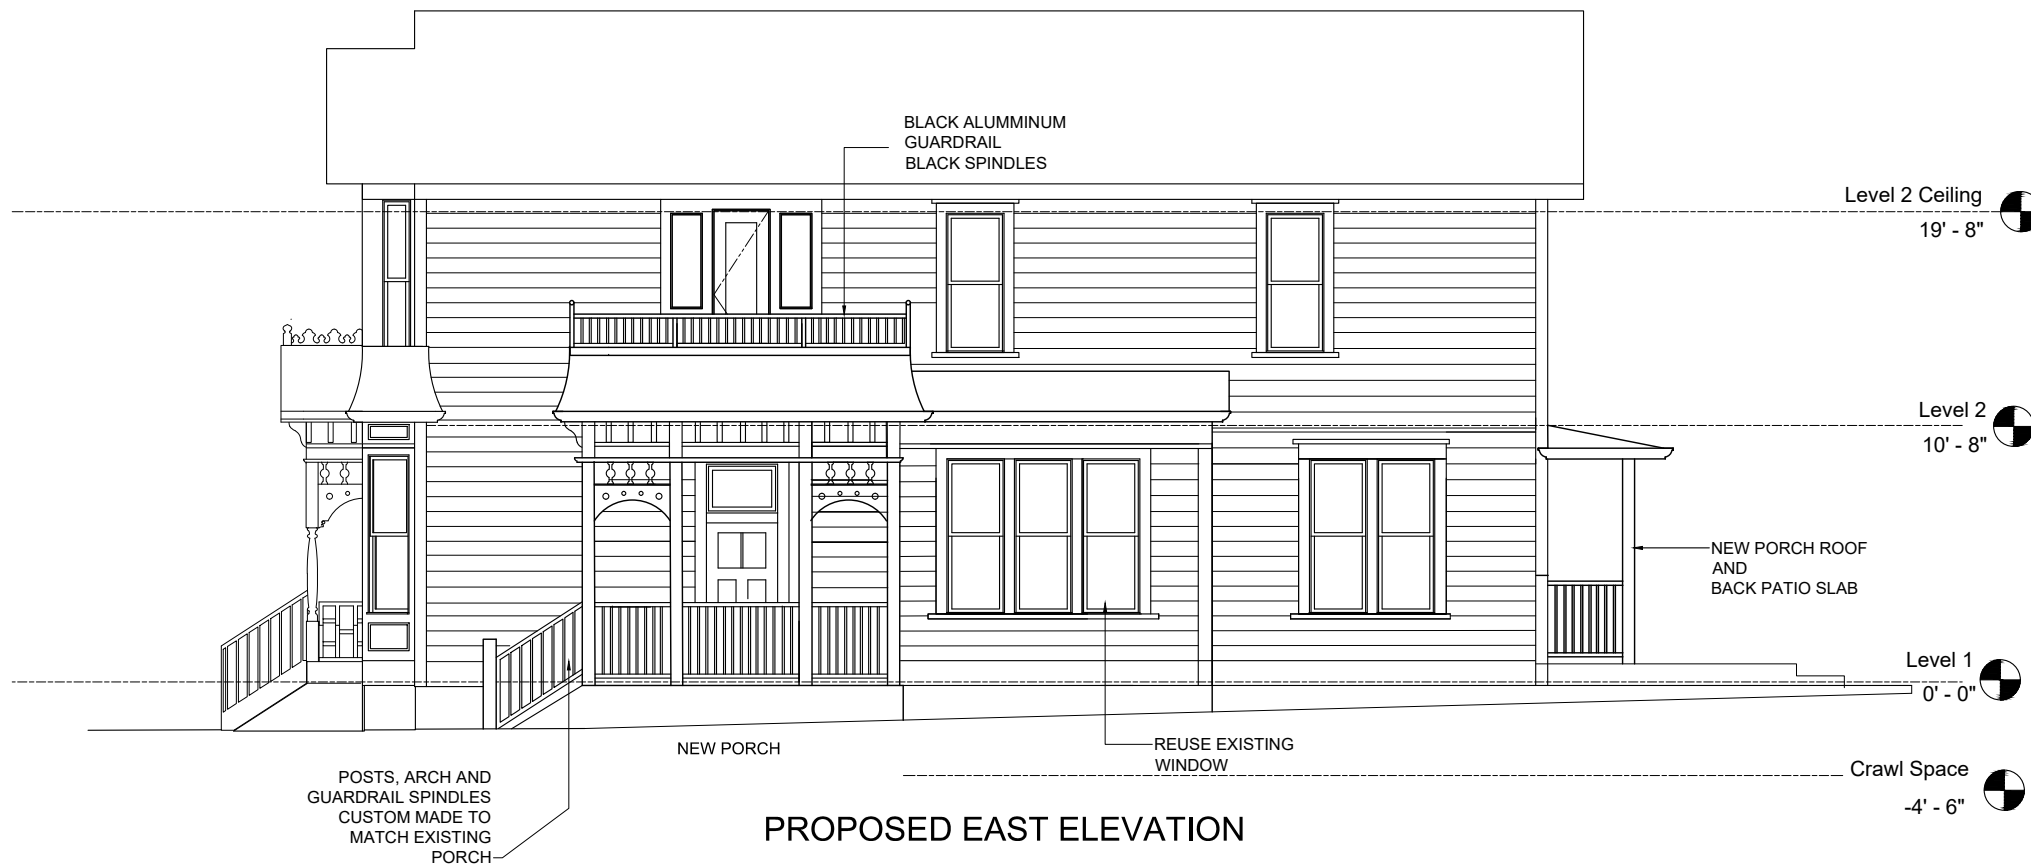 BLACK ALUMMINUM
GUARDRAIL
BLACK SPINDLES
Level 2 Ceiling
19' - 8"
Level 2
10' - 8"
NEW PORCH ROOF
AND
BACK PATIO SLAB
Level 1
0' - 0"
NEW PORCH
REUSE EXISTING
WINDOW
Crawl Space
-4' - 6"
POSTS, ARCH AND
GUARDRAIL SPINDLES
CUSTOM MADE TO
MATCH EXISTING
PORCH
PROPOSED EAST ELEVATION